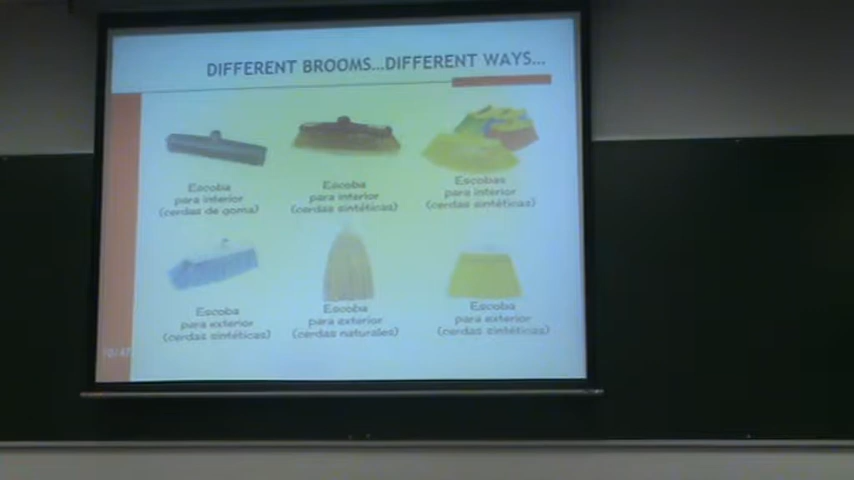 DIFFERENT BROOMS...DIFFERENT WAYS...
Escoba
para interior
(cerdas de goma)
Escoba
para interior
(cerdas sintéticas)
Escobas
para interior
(cerdas sintéticas)
Escoba
para exterior
(cerdas sintéticas)
Escoba
para exterior
(cerdas naturales)
Escoba
para exterior
(cerdas sintéticas)